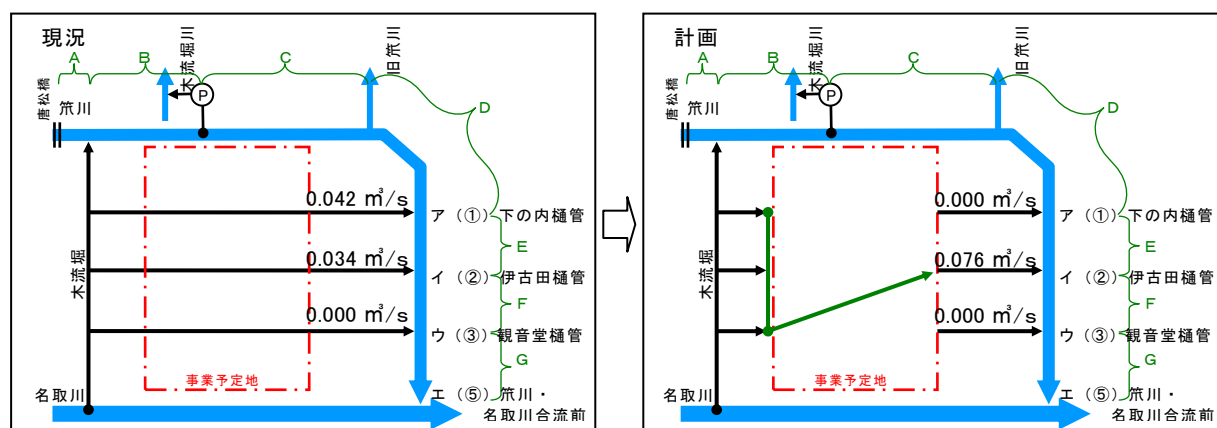 現況
A
B
C
D
唐松橋
笊川
木流堀川
旧笊川
P
0.042 ㎥/s
ア（①）下の内樋管
E
0.034 ㎥/s
イ（②）伊古田樋管
F
0.000 ㎥/s
ウ（③）観音堂樋管
G
木流堀
事業予定地
名取川
エ（⑤）笊川・
名取川合流前
計画
A
B
C
D
唐松橋
笊川
木流堀川
旧笊川
P
0.000 ㎥/s
ア（①）下の内樋管
E
0.076 ㎥/s
イ（②）伊古田樋管
F
0.000 ㎥/s
ウ（③）観音堂樋管
G
木流堀
事業予定地
名取川
エ（⑤）笊川・
名取川合流前